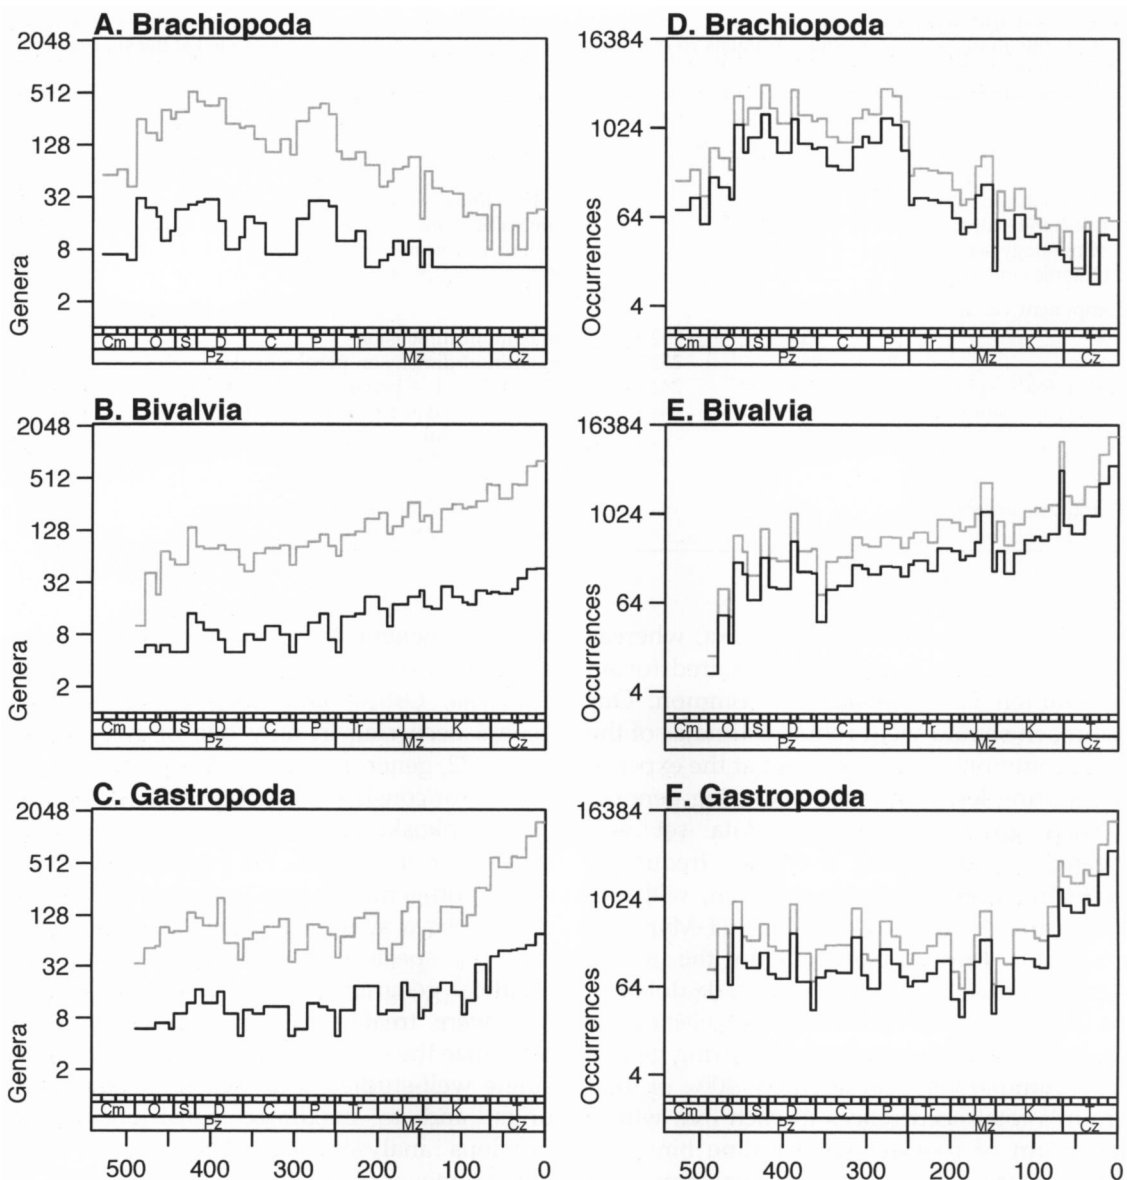 A. Brachiopoda
2048
512
128
32
8
2
Genera
Cm O S D C P Tr J K
Pz Mz Cz
D. Brachiopoda
16384
1024
64
4
Occurrences
Cm O S D C P Tr J K T
Pz Mz Cz
B. Bivalvia
2048
512
128
32
8
2
Genera
Cm O S D C P Tr J K T
Pz Mz Cz
E. Bivalvia
16384
1024
64
4
Occurrences
Cm O S D C P Tr J K T
Pz Mz Cz
C. Gastropoda
2048
512
128
32
8
2
Genera
Cm O S D C P Tr J K T
Pz Mz Cz
500 400 300 200 100 0
F. Gastropoda
16384
1024
64
4
Occurrences
Cm O S D C P Tr J K T
Pz Mz Cz
500 400 300 200 100 0